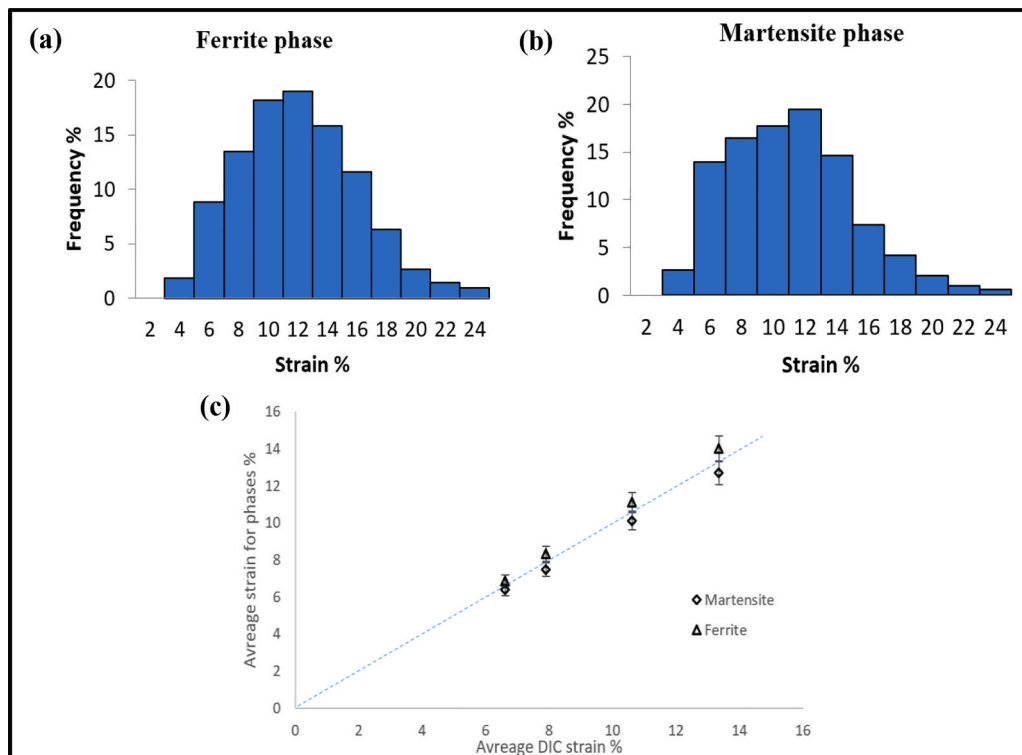 (a)
Ferrite phase
Frequency %
20
15
10
5
0
2 4 6 8 10 12 14 16 18 20 22 24
Strain %
(b)
Martensite phase
Frequency %
25
20
15
10
5
0
2 4 6 8 10 12 14 16 18 20 22 24
Strain %
(c)
Avreage strain for phases %
16
14
12
10
8
6
4
2
0
Martensite
Ferrite
0 2 4 6 8 10 12 14 16
Avreage DIC strain %